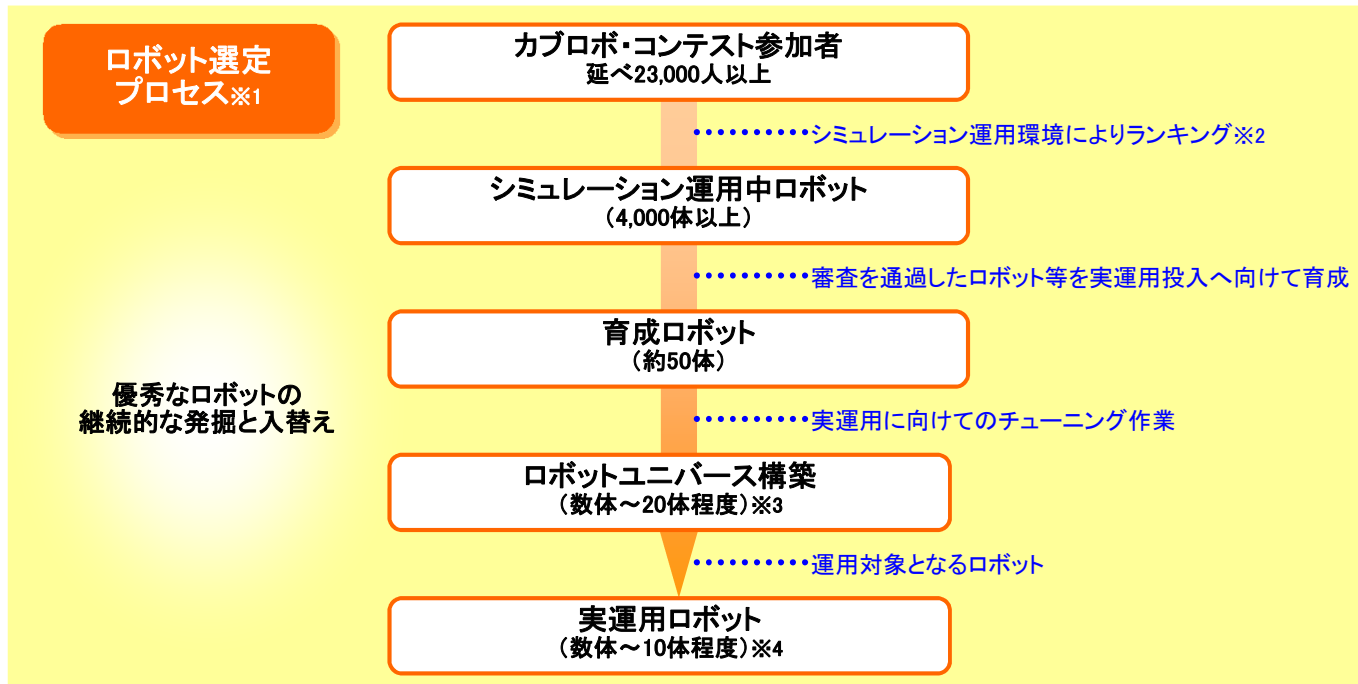 ロボット選定
プロセス※1
カブロボ・コンテスト参加者
延べ23,000人以上
••••••••••シミュレーション運用環境によりランキング※2
シミュレーション運用中ロボット
（4,000体以上）
••••••••••審査を通過したロボット等を実運用投入へ向けて育成
育成ロボット
（約50体）
優秀なロボットの
継続的な発掘と入替え
••••••••••実運用に向けてのチューニング作業
ロボットユニバース構築
（数体～20体程度）※3
••••••••••運用対象となるロボット
実運用ロボット
（数体～10体程度）※4